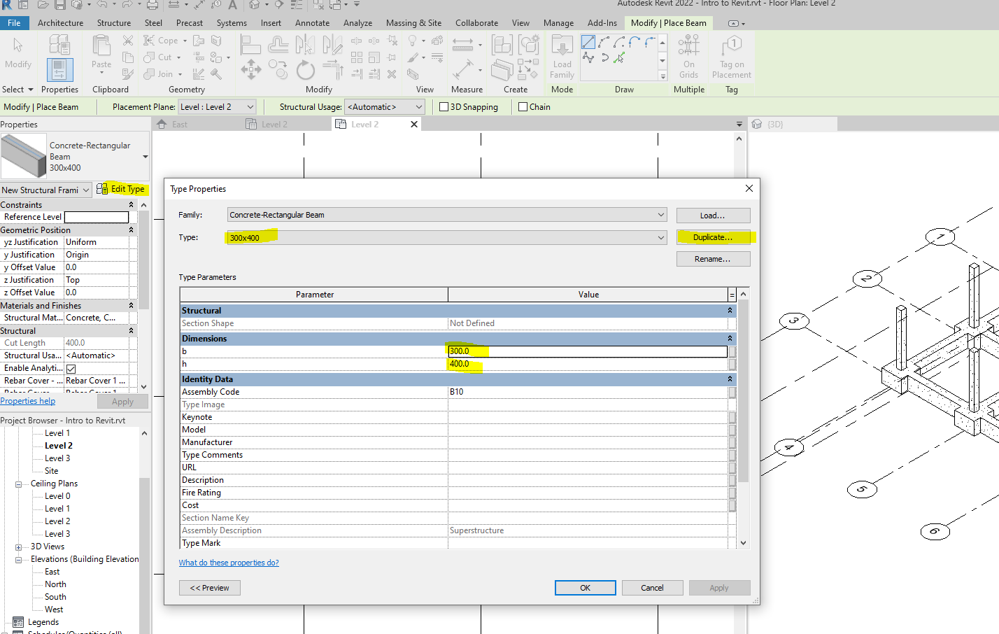 Autodesk Revit 2022 - Intro to Revit.rvt - Floor Plan: Level 2
File Architecture Structure Steel Precast Systems Insert Annotate Analyze Massing & Site Collaborate View Manage Add-Ins Modify | Place Beam
Modify
Paste
Cope
Cut
Join
Load Family
On Grids
Tag on Placement
Select Properties Clipboard Geometry Modify View Measure Create Mode Draw Multiple Tag
Modify | Place Beam Placement Plane: Level : Level 2 Structural Usage: <Automatic> 3D Snapping Chain
Properties
East Level 2 Level 2 {3D}
Concrete-Rectangular
Beam
300x400
New Structural Frami Edit Type
Constraints
Reference Level
Geometric Position
yz Justification Uniform
y Justification Origin
y Offset Value 0.0
z Justification Top
z Offset Value 0.0
Materials and Finishes
Structural Mat... Concrete, C...
Structural
Cut Length 400.0
Structural Usa... <Automatic>
Enable Analyti...
Rebar Cover - ... Rebar Cover 1 ...
Properties help Apply
Project Browser - Intro to Revit.rvt
Level 1
Level 2
Level 3
Site
Ceiling Plans
Level 0
Level 1
Level 2
Level 3
3D Views
Elevations (Building Elevation
East
North
South
West
Legends
Schedules/Quantities (all)
Type Properties
Family: Concrete-Rectangular Beam Load...
Type: 300x400 Duplicate...
Rename...
Type Parameters
Parameter Value =
Structural
Section Shape Not Defined
Dimensions
b 300.0
h 400.0
Identity Data
Assembly Code B10
Type Image
Keynote
Model
Manufacturer
Type Comments
URL
Description
Fire Rating
Cost
Section Name Key
Assembly Description Superstructure
Type Mark
What do these properties do?
<< Preview OK Cancel Apply
1
2
3
4
5
6